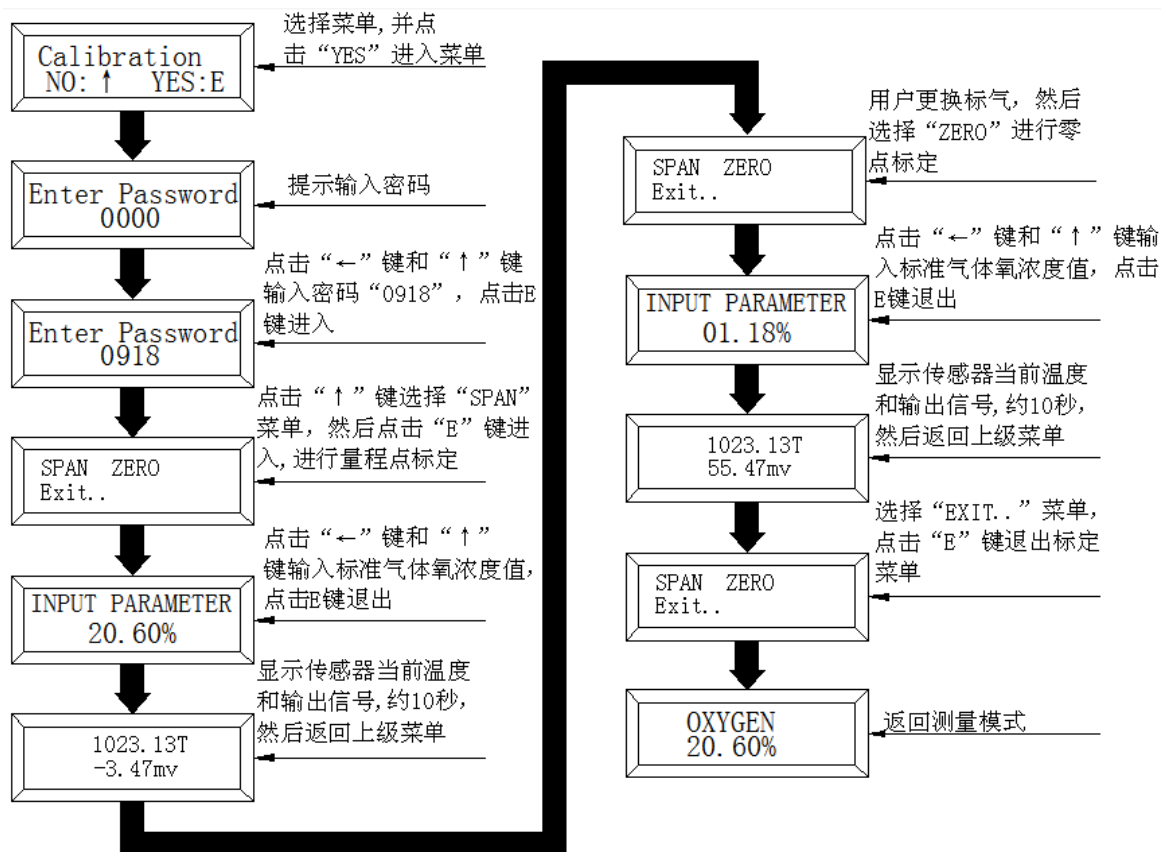 Calibration
NO:↑ YES:E
选择菜单,并点
击“YES”进入菜单
Enter Password
0000
提示输入密码
Enter Password
0918
点击“←”键和“↑”键
输入密码“0918”,点击E
键进入
SPAN ZERO
Exit..
点击“↑”键选择“SPAN”
菜单，然后点击“E”键进
入,进行量程点标定
INPUT PARAMETER
20.60%
点击“←”键和“↑”
键输入标准气体氧浓度值,
点击E键退出
1023.13T
-3.47mv
显示传感器当前温度
和输出信号,约10秒,
然后返回上级菜单
SPAN ZERO
Exit..
用户更换标气，然后
选择“ZERO”进行零
点标定
INPUT PARAMETER
01.18%
点击“←”键和“↑”键输
入标准气体氧浓度值，点击
E键退出
1023.13T
55.47mv
显示传感器当前温度
和输出信号,约10秒,
然后返回上级菜单
SPAN ZERO
Exit..
选择“EXIT..”菜单,
点击“E”键退出标定
菜单
OXYGEN
20.60%
返回测量模式